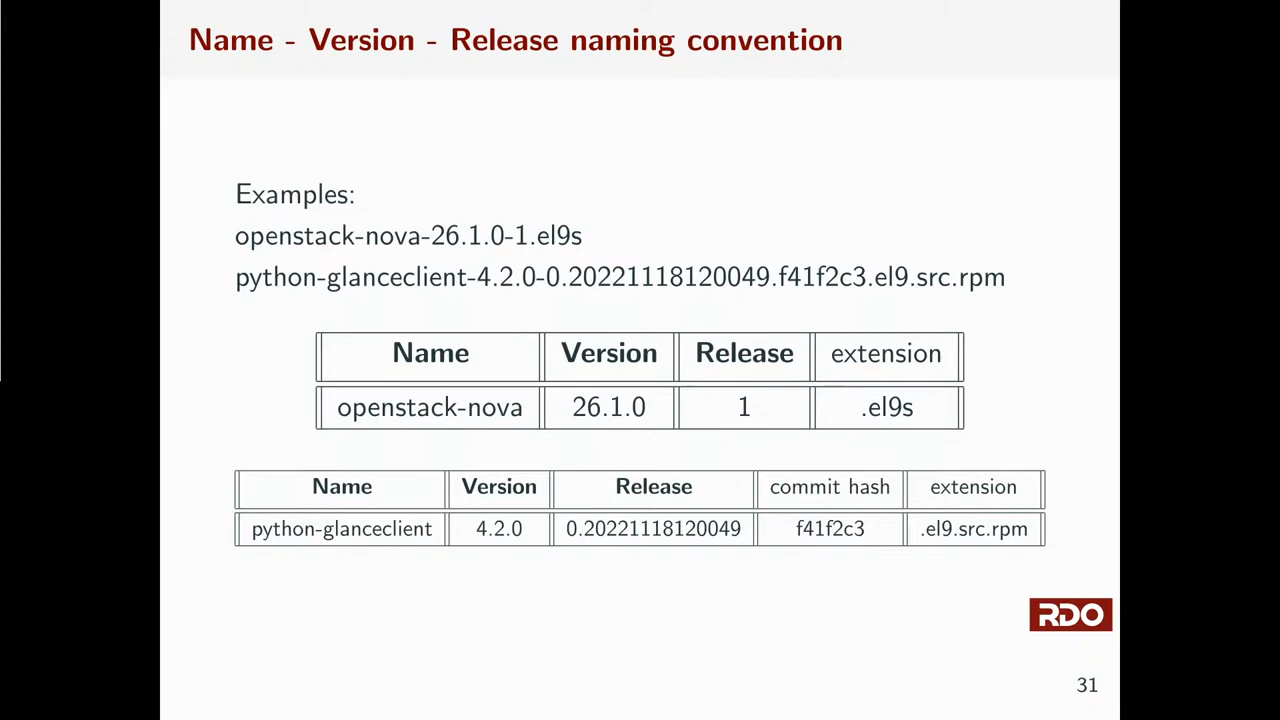 Name - Version - Release naming convention
Examples:
openstack-nova-26.1.0-1.el9s
python-glanceclient-4.2.0-0.20221118120049.f41f2c3.el9.src.rpm
Name Version Release extension
openstack-nova 26.1.0 1 .el9s
Name Version Release commit hash extension
python-glanceclient 4.2.0 0.20221118120049 f41f2c3 .el9.src.rpm
RDO
31